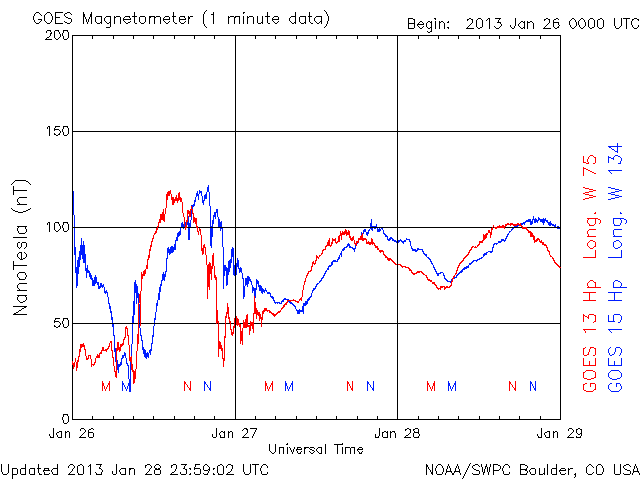 GOES Magnetometer (1 minute data)
Begin: 2013 Jan 26 0000 UTC
200
150
100
50
0
NanoTesla (nT)
M M N N M M N N M M N N
Jan 26 Jan 27 Jan 28 Jan 29
Universal Time
GOES 13 Hp Long. W 75
GOES 15 Hp Long. W 134
Updated 2013 Jan 28 23:59:02 UTC
NOAA/SWPC Boulder, CO USA